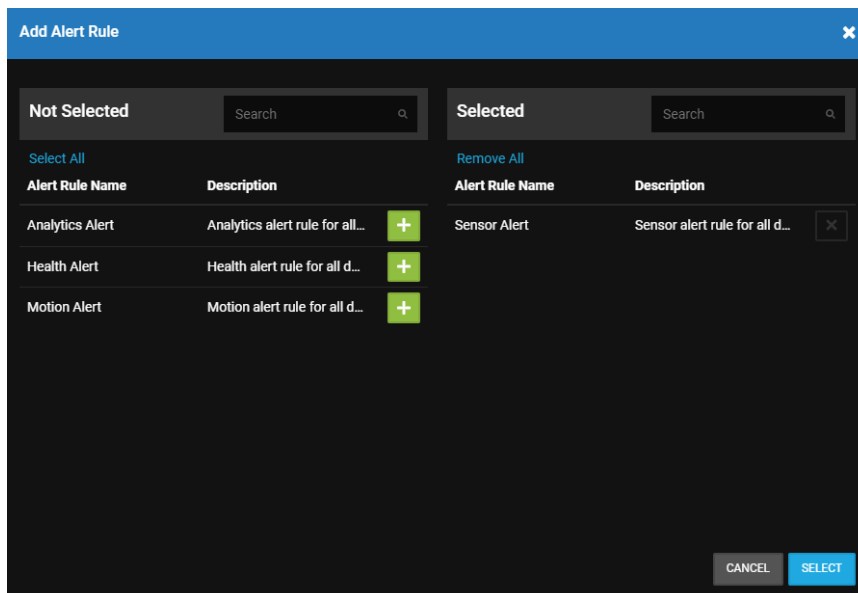 Add Alert Rule
Not Selected
Search
Select All
Alert Rule Name Description
Analytics Alert Analytics alert rule for all...
Health Alert Health alert rule for all d...
Motion Alert Motion alert rule for all d...
Selected
Search
Remove All
Alert Rule Name Description
Sensor Alert Sensor alert rule for all d...
CANCEL SELECT